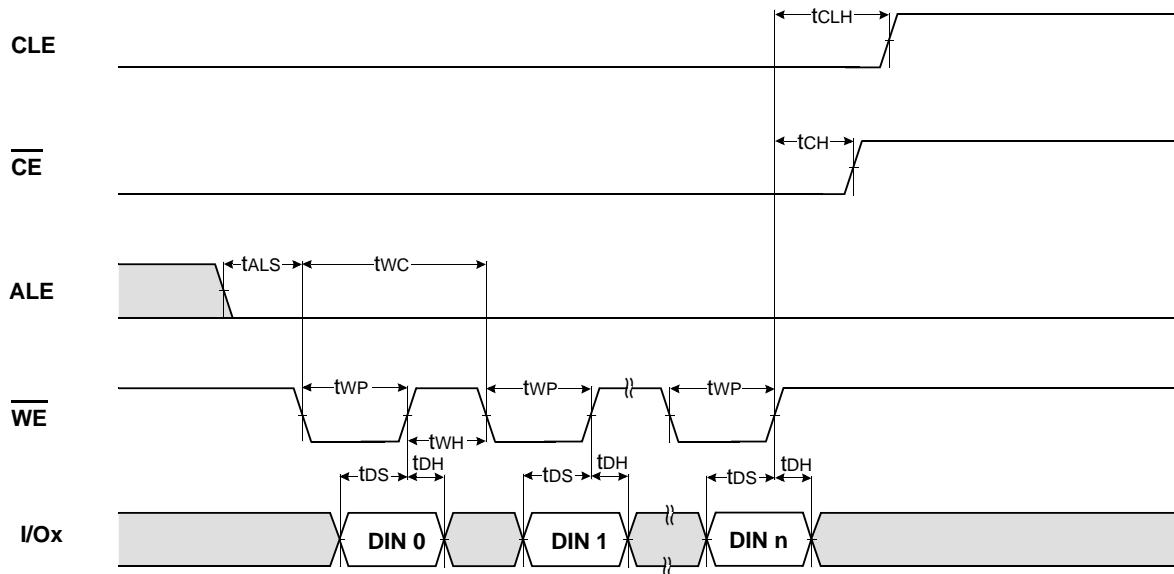 tCLH
CLE
tCH
CE
tALS
tWC
ALE
tWP
tWP
tWP
WE
tWH
tDS
tDH
tDS
tDH
tDS
tDH
I/Ox
DIN 0
DIN 1
DIN n